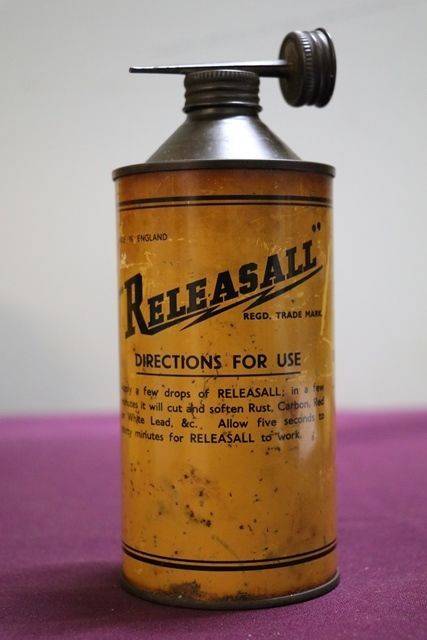 IN ENGLAND
"RELEASALL"
REGD. TRADE MARK
DIRECTIONS FOR USE
a few drops of RELEASALL; in a few
it will cut and soften Rust, Carbon, Red
White Lead, &c. Allow five seconds to
minutes for RELEASALL to work.